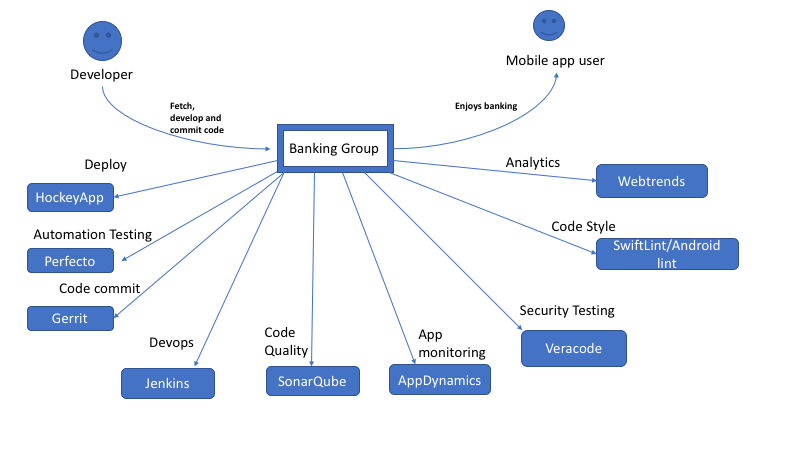 Developer
Mobile app user
Fetch,
develop and
commit code
Enjoys banking
Banking Group
Deploy
HockeyApp
Analytics
Webtrends
Automation Testing
Perfecto
Code Style
SwiftLint/Android
lint
Code commit
Gerrit
Security Testing
Veracode
Devops
Jenkins
Code
Quality
SonarQube
App
monitoring
AppDynamics